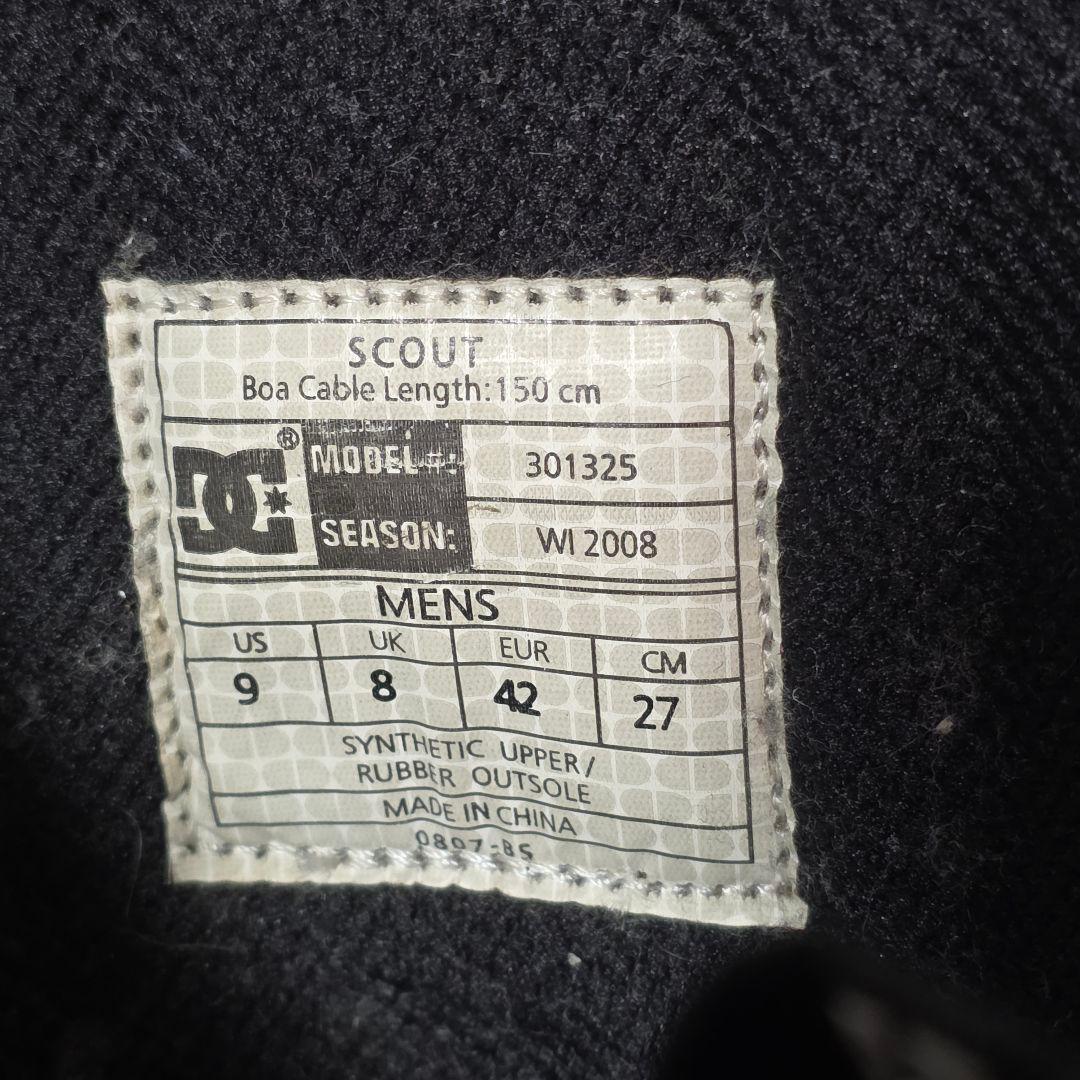 SCOUT
Boa Cable Length:150 cm
DC®
MODEL#: 301325
SEASON: WI 2008
MENS
US UK EUR CM
9 8 42 27
SYNTHETIC UPPER/
RUBBER OUTSOLE
MADE IN CHINA
0807-BS